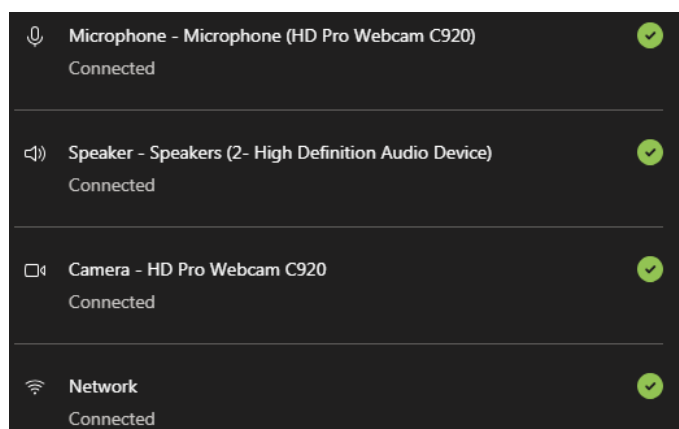 Microphone - Microphone (HD Pro Webcam C920)
Connected
Speaker - Speakers (2- High Definition Audio Device)
Connected
Camera - HD Pro Webcam C920
Connected
Network
Connected